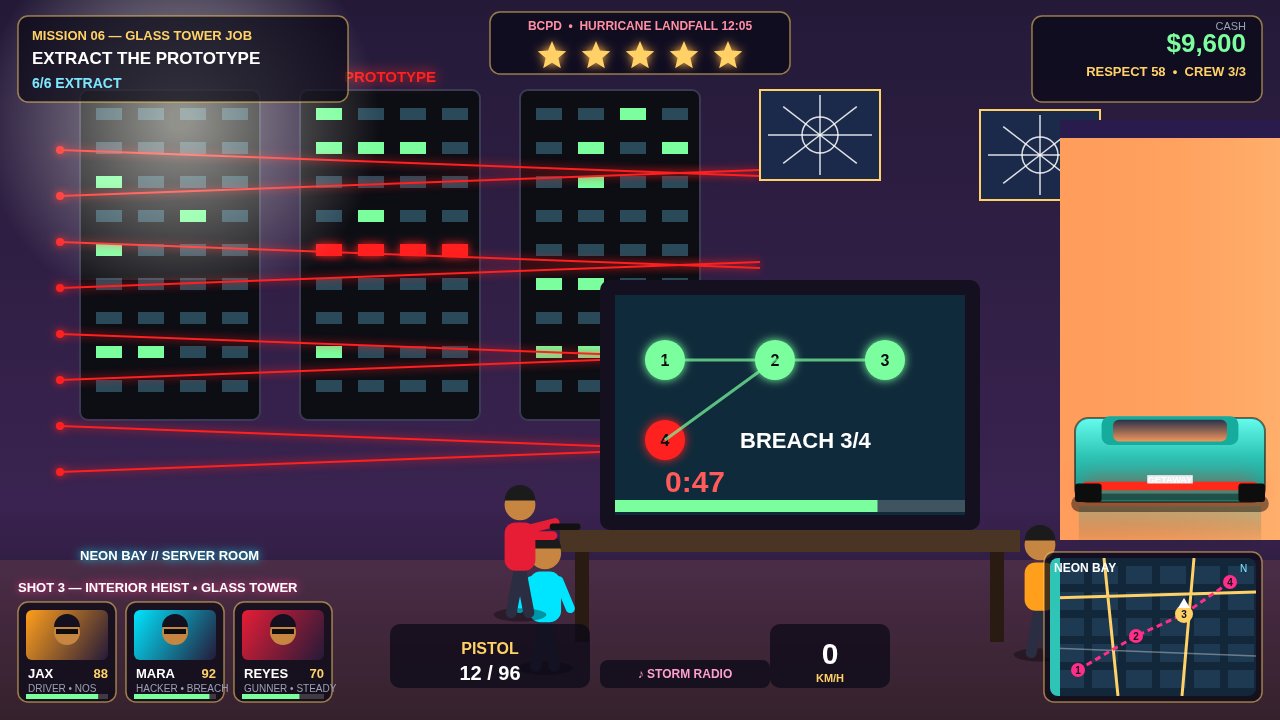 MISSION 06 — GLASS TOWER JOB
EXTRACT THE PROTOTYPE
6/6 EXTRACT
BCPD • HURRICANE LANDFALL 12:05
CASH
$9,600
RESPECT 58 • CREW 3/3
PROTOTYPE
1
2
3
4
BREACH 3/4
0:47
GETAWAY
NEON BAY // SERVER ROOM
SHOT 3 — INTERIOR HEIST • GLASS TOWER
JAX 88
DRIVER • NOS
MARA 92
HACKER • BREACH
REYES 70
GUNNER • STEADY
PISTOL
12 / 96
♪ STORM RADIO
0
KM/H
NEON BAY
N
4
3
2
1